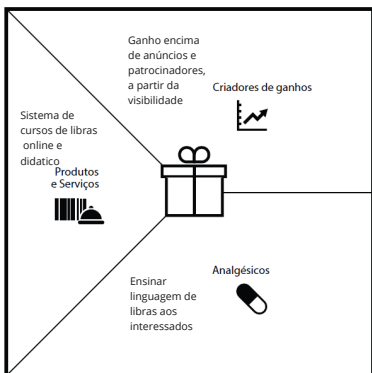 Ganho encima
de anúncios e
patrocinadores,
a partir da
visibilidade
Criadores de ganhos
Sistema de
cursos de libras
online e
didatico
Produtos
e Serviços
Analgésicos
Ensinar
linguagem de
libras aos
interessados